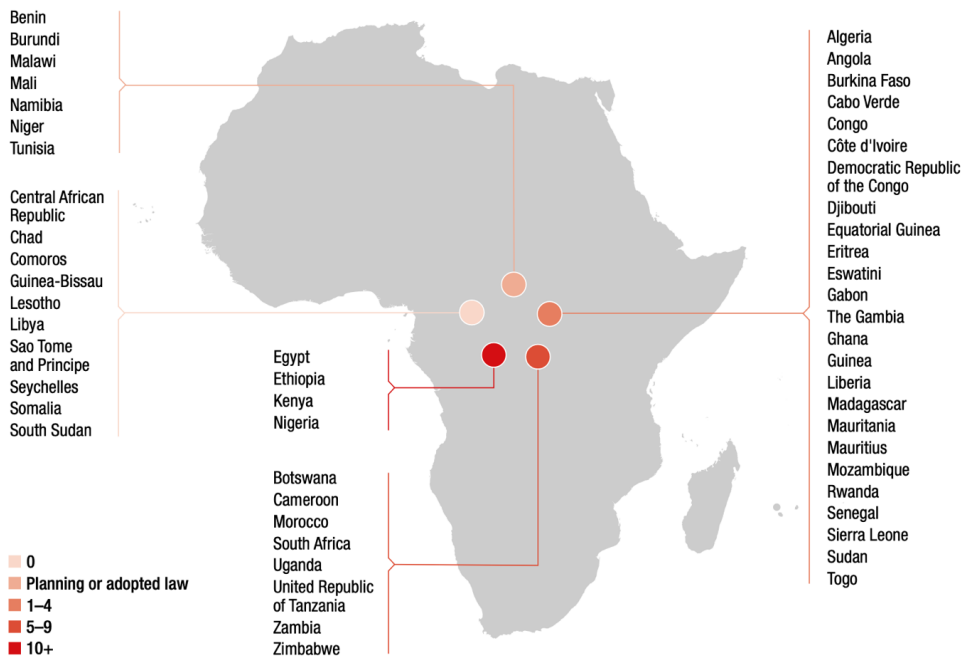 Benin
Burundi
Malawi
Mali
Namibia
Niger
Tunisia
Central African
Republic
Chad
Comoros
Guinea-Bissau
Lesotho
Libya
Sao Tome
and Principe
Seychelles
Somalia
South Sudan
Egypt
Ethiopia
Kenya
Nigeria
Botswana
Cameroon
Morocco
South Africa
Uganda
United Republic
of Tanzania
Zambia
Zimbabwe
Algeria
Angola
Burkina Faso
Cabo Verde
Congo
Côte d'Ivoire
Democratic Republic
of the Congo
Djibouti
Equatorial Guinea
Eritrea
Eswatini
Gabon
The Gambia
Ghana
Guinea
Liberia
Madagascar
Mauritania
Mauritius
Mozambique
Rwanda
Senegal
Sierra Leone
Sudan
Togo
0
Planning or adopted law
1–4
5–9
10+